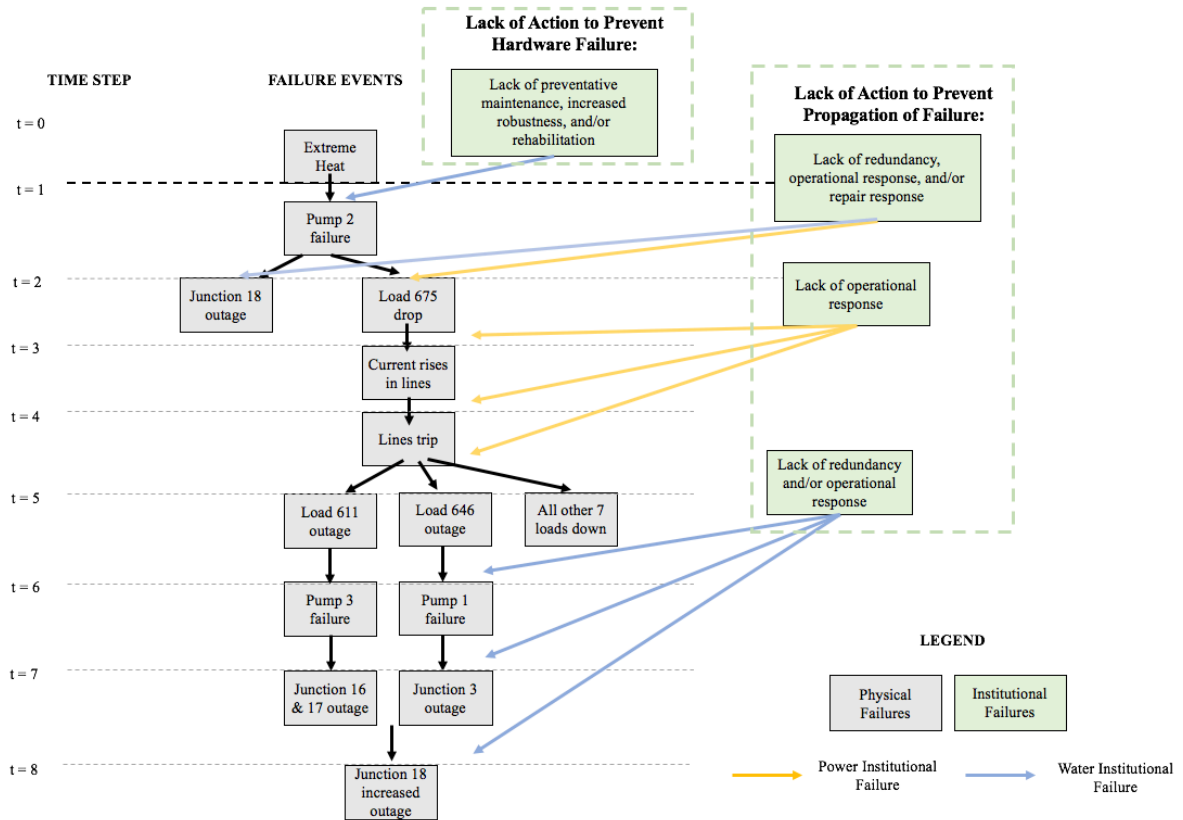 Lack of Action to Prevent
Hardware Failure:
TIME STEP
FAILURE EVENTS
Lack of preventative
maintenance, increased
robustness, and/or
rehabilitation
Lack of Action to Prevent
Propagation of Failure:
t = 0
Extreme
Heat
Lack of redundancy,
operational response, and/or
repair response
t = 1
Pump 2
failure
t = 2
Junction 18
outage
Load 675
drop
Lack of operational
response
t = 3
Current rises
in lines
t = 4
Lines trip
Lack of redundancy
and/or operational
response
t = 5
Load 611
outage
Load 646
outage
All other 7
loads down
t = 6
Pump 3
failure
Pump 1
failure
t = 7
Junction 16
& 17 outage
Junction 3
outage
t = 8
Junction 18
increased
outage
LEGEND
Physical
Failures
Institutional
Failures
Power Institutional
Failure
Water Institutional
Failure